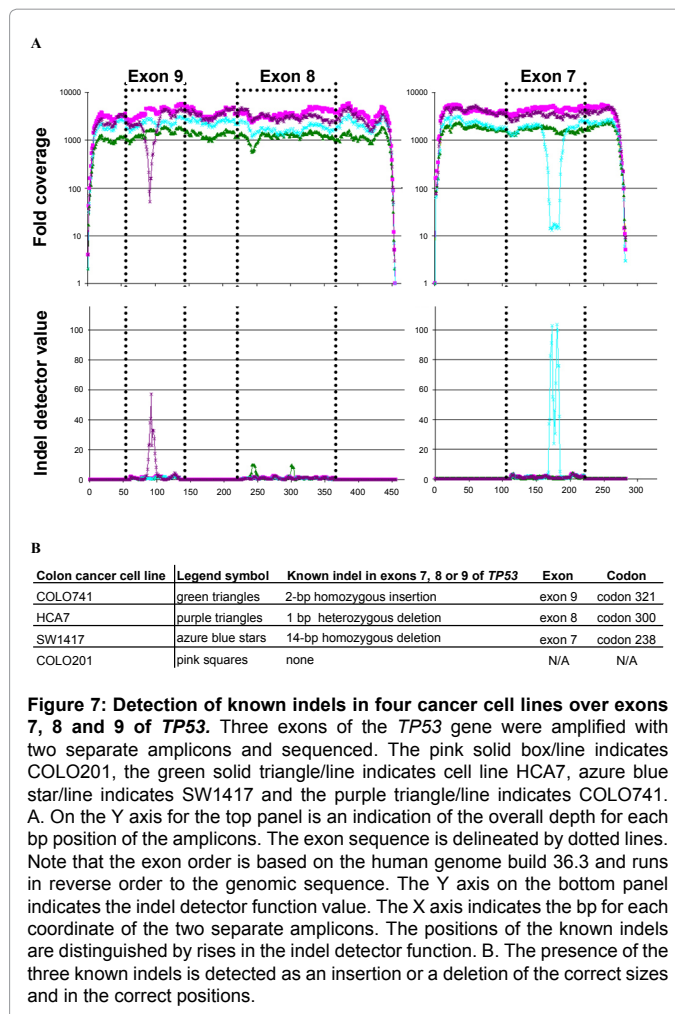 A
Exon 9 Exon 8 Exon 7
Fold coverage
10000 10000
1000 1000
100 100
10 10
1 1
Indel detector value
100 100
80 80
60 60
40 40
20 20
0 0
0 50 100 150 200 250 300 350 400 450 0 50 100 150 200 250 300
B
Colon cancer cell line Legend symbol Known indel in exons 7, 8 or 9 of TP53 Exon Codon
COLO741 green triangles 2-bp homozygous insertion exon 9 codon 321
HCA7 purple triangles 1 bp heterozygous deletion exon 8 codon 300
SW1417 azure blue stars 14-bp homozygous deletion exon 7 codon 238
COLO201 pink squares none N/A N/A
Figure 7: Detection of known indels in four cancer cell lines over exons
7, 8 and 9 of TP53. Three exons of the TP53 gene were amplified with
two separate amplicons and sequenced. The pink solid box/line indicates
COLO201, the green solid triangle/line indicates cell line HCA7, azure blue
star/line indicates SW1417 and the purple triangle/line indicates COLO741.
A. On the Y axis for the top panel is an indication of the overall depth for each
bp position of the amplicons. The exon sequence is delineated by dotted lines.
Note that the exon order is based on the human genome build 36.3 and runs
in reverse order to the genomic sequence. The Y axis on the bottom panel
indicates the indel detector function value. The X axis indicates the bp for each
coordinate of the two separate amplicons. The positions of the known indels
are distinguished by rises in the indel detector function. B. The presence of the
three known indels is detected as an insertion or a deletion of the correct sizes
and in the correct positions.